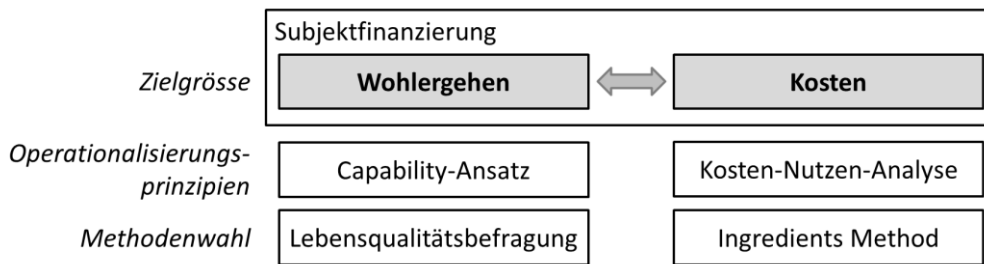 Subjektfinanzierung
Zielgrösse
Wohlergehen
Kosten
Operationalisierungs-
prinzipien
Capability-Ansatz
Kosten-Nutzen-Analyse
Methodenwahl
Lebensqualitätsbefragung
Ingredients Method